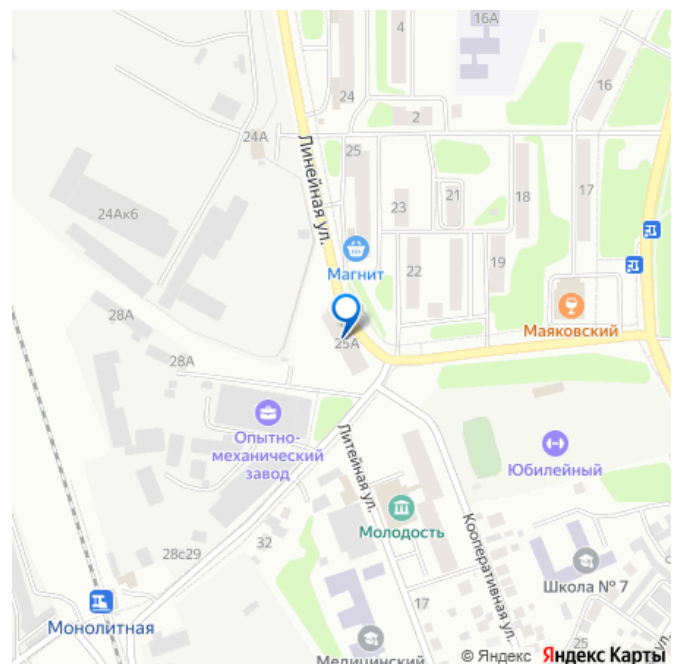 16А
4
16
24
2
24А
Линейная ул.
25
18
17
21
23
24Ак6
Магнит
22
19
28А
Маяковский
25А
28А
Опытно-
механический
завод
Литейная ул.
Юбилейный
Молодость
Кооперативная ул.
28с29
32
Школа № 7
17
Монолитная
25
ул.
Медицинский
© Яндекс Яндекс Карты